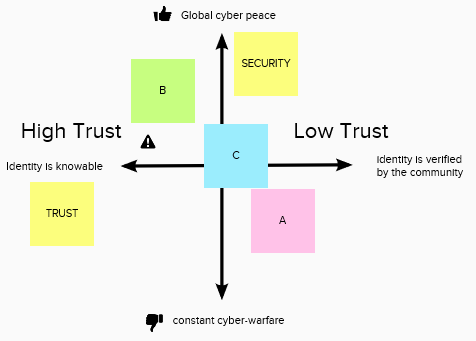 Global cyber peace
SECURITY
B
High Trust
Low Trust
C
Identity is knowable
Identity is verified
by the community
TRUST
A
constant cyber-warfare